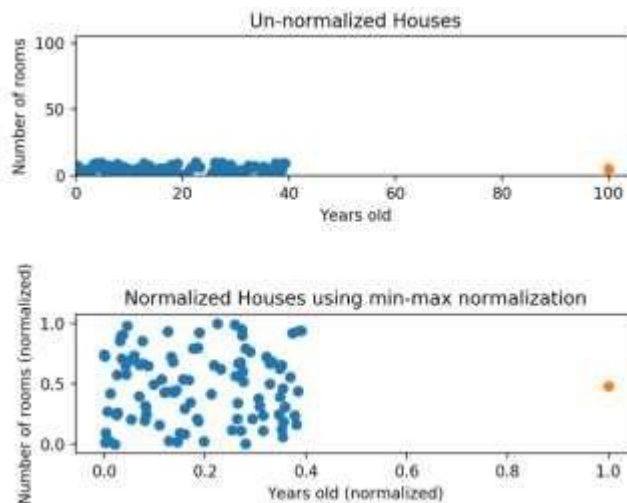 Un-normalized Houses
100
50
0
Number of rooms
0 20 40 60 80 100
Years old
Normalized Houses using min-max normalization
1.0
0.5
0.0
Number of rooms (normalized)
0.0 0.2 0.4 0.6 0.8 1.0
Years old (normalized)